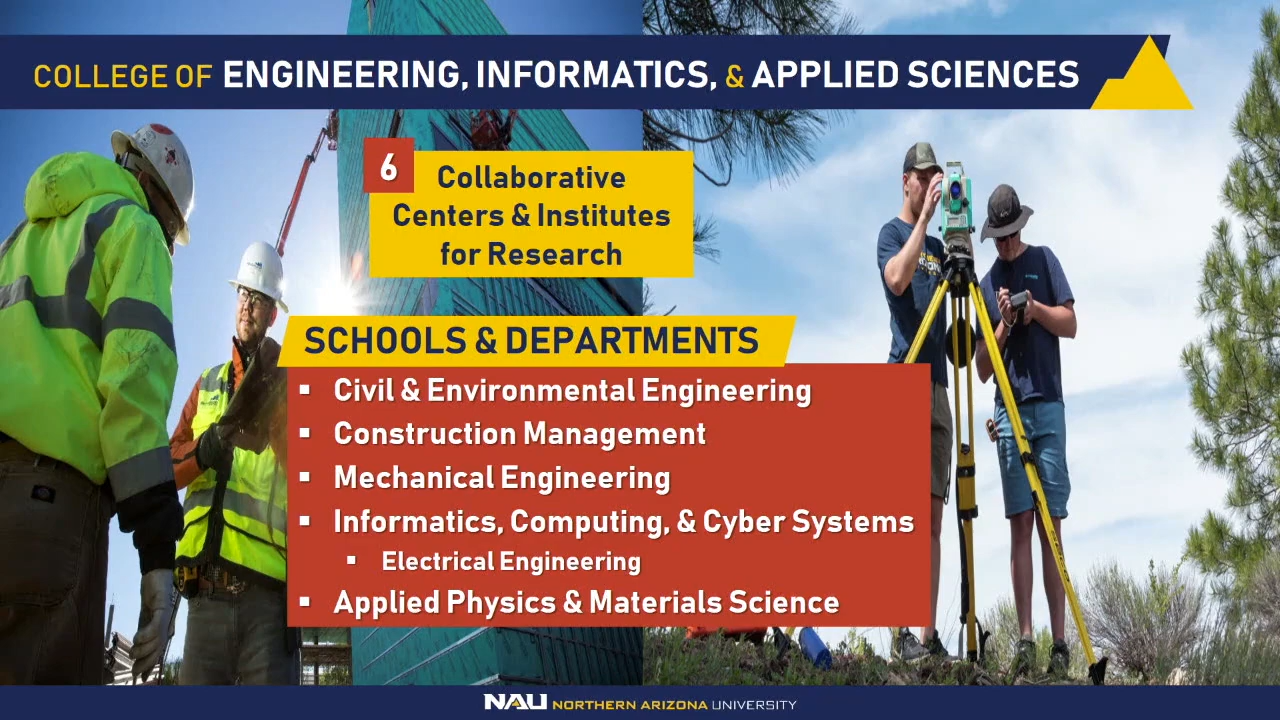 COLLEGE OF ENGINEERING, INFORMATICS, & APPLIED SCIENCES
6
Collaborative
Centers & Institutes
for Research
SCHOOLS & DEPARTMENTS
▪ Civil & Environmental Engineering
▪ Construction Management
▪ Mechanical Engineering
▪ Informatics, Computing, & Cyber Systems
▪ Electrical Engineering
▪ Applied Physics & Materials Science
NAU NORTHERN ARIZONA UNIVERSITY